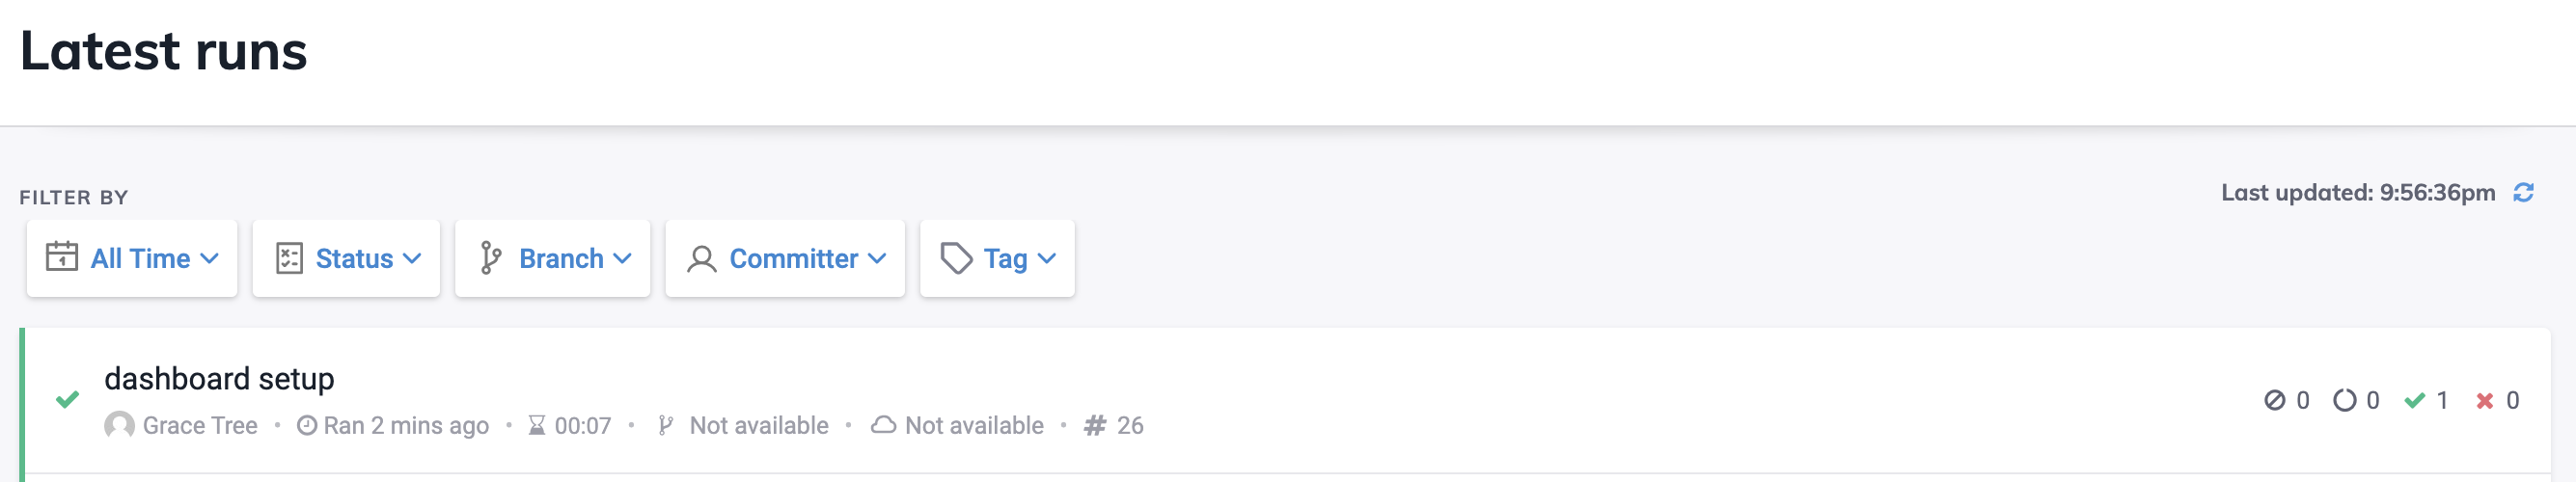 Latest runs
FILTER BY
Last updated: 9:56:36pm
All Time Status Branch Committer Tag
dashboard setup
Grace Tree • Ran 2 mins ago • 00:07 • Not available • Not available • # 26
0 0 1 0